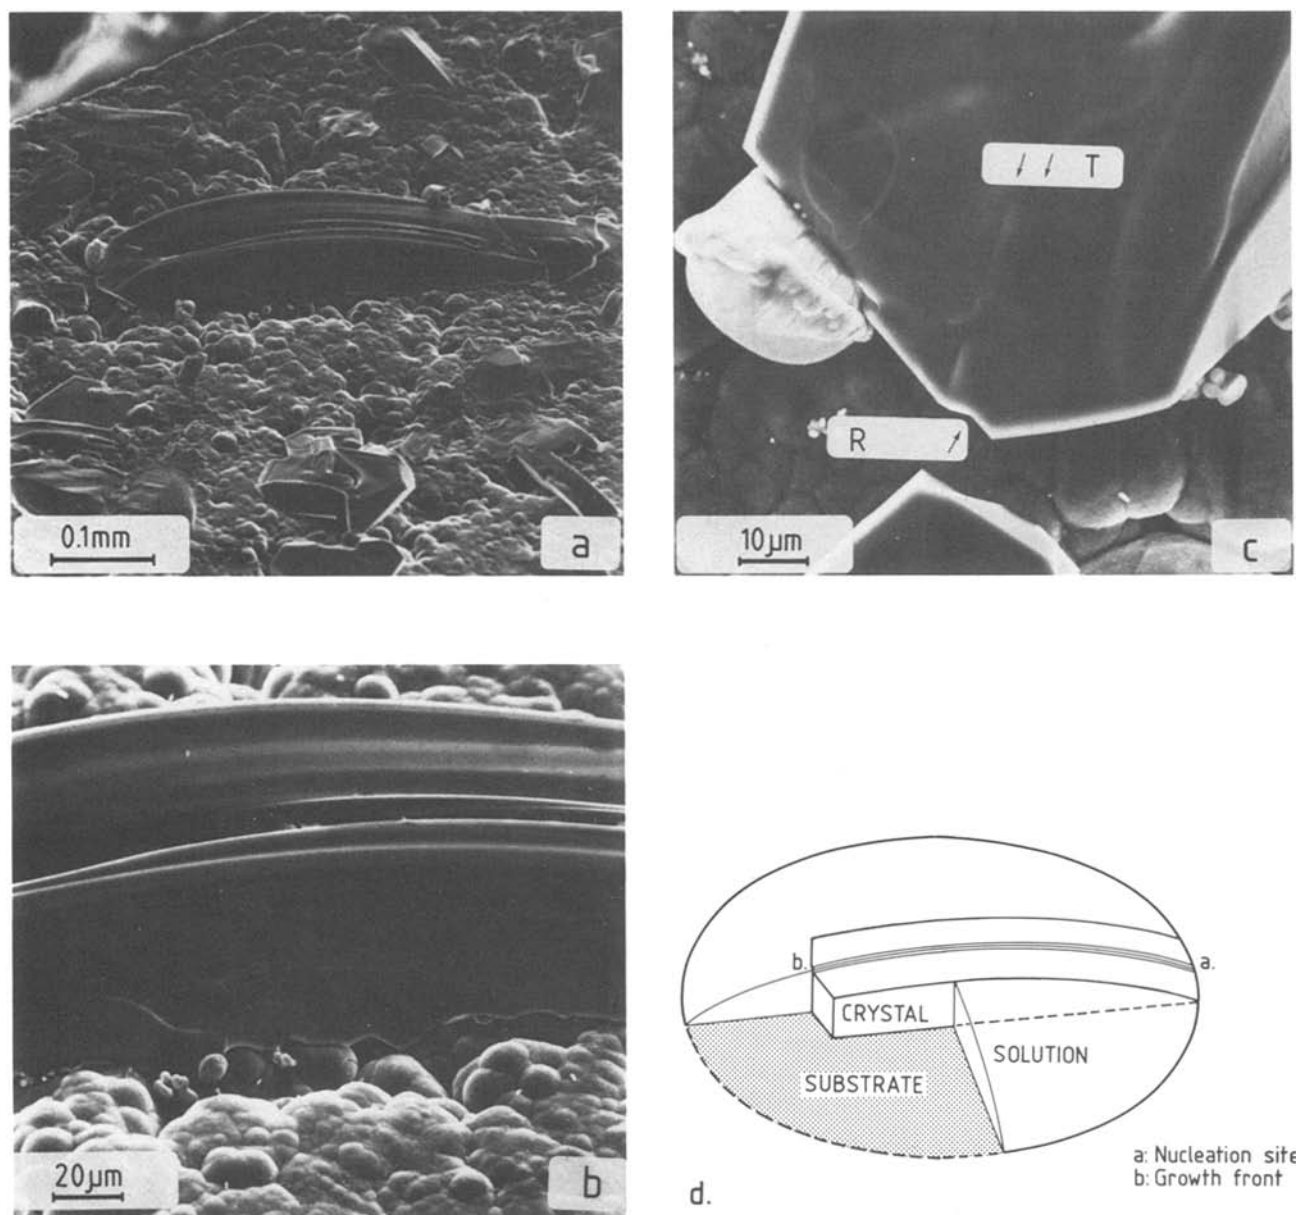 0.1mm
a
T
R
10µm
c
20µm
b
b.
a.
CRYSTAL
SOLUTION
SUBSTRATE
a: Nucleation site
b: Growth front
d.